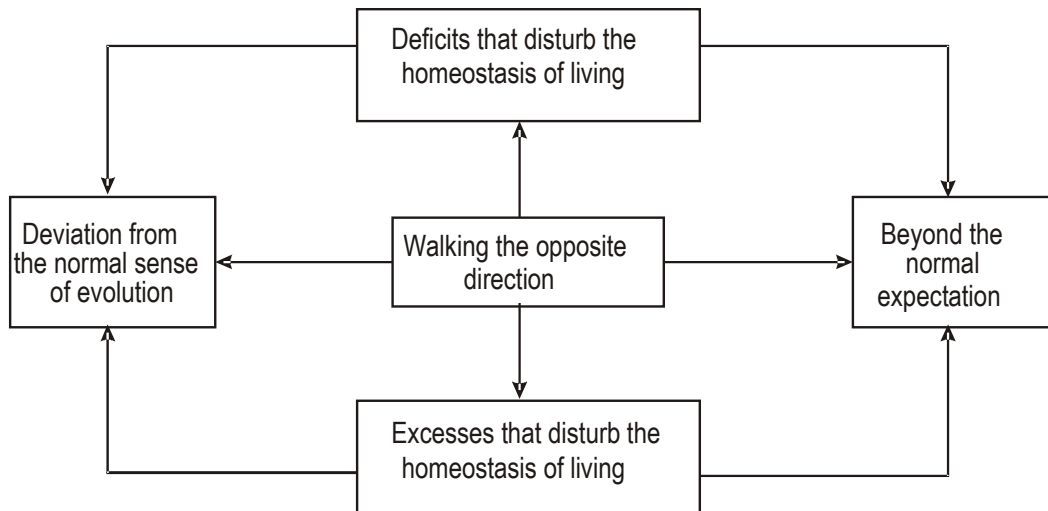 Deficits that disturb the
homeostasis of living
Deviation from
the normal sense
of evolution
Walking the opposite
direction
Beyond the
normal
expectation
Excesses that disturb the
homeostasis of living